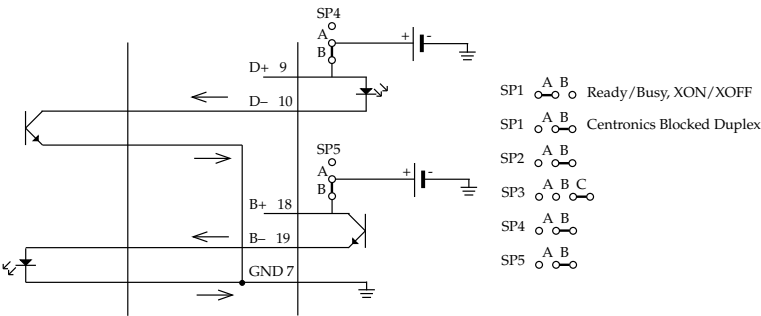 SP4
A
B
+ -
D+ 9
D– 10
SP5
A
B
+ -
B+ 18
B– 19
GND 7
SP1 A B Ready/Busy, XON/XOFF
SP1 A B Centronics Blocked Duplex
SP2 A B
SP3 A B C
SP4 A B
SP5 A B